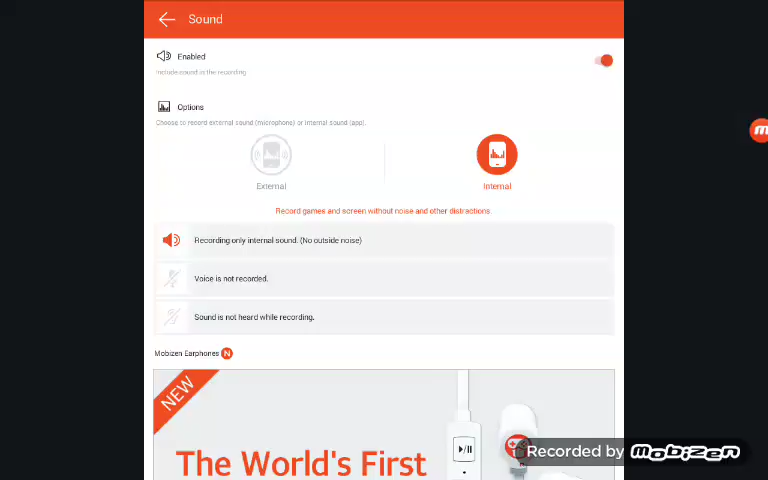 Sound
Enabled
Include sound in the recording
Options
Choose to record external sound (microphone) or internal sound (app).
External
Internal
Record games and screen without noise and other distractions
Recording only internal sound. (No outside noise)
Voice is not recorded.
Sound is not heard while recording.
Mobizen Earphones N
NEW
The World's First
Recorded by mobizen
m